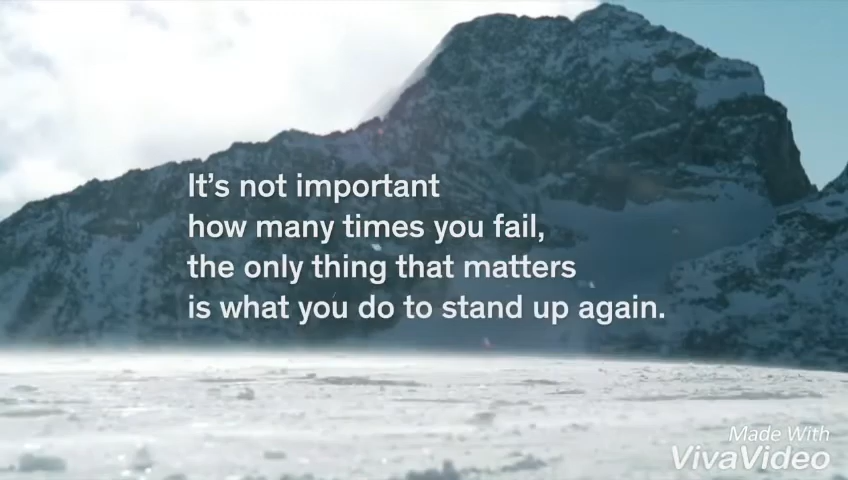 It's not important
how many times you fail,
the only thing that matters
is what you do to stand up again.
Made With
VivaVideo